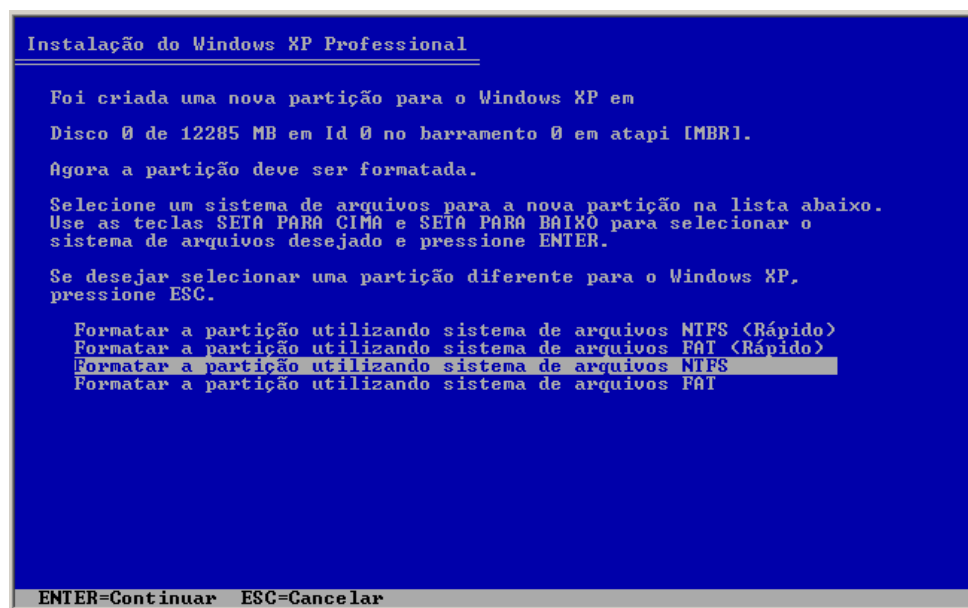 Instalação do Windows XP Professional
Foi criada uma nova partição para o Windows XP em
Disco 0 de 12285 MB em Id 0 no barramento 0 em atapi [MBR].
Agora a partição deve ser formatada.
Selecione um sistema de arquivos para a nova partição na lista abaixo.
Use as teclas SETA PARA CIMA e SETA PARA BAIXO para selecionar o
sistema de arquivos desejado e pressione ENTER.
Se desejar selecionar uma partição diferente para o Windows XP,
pressione ESC.
Formatar a partição utilizando sistema de arquivos NTFS (Rápido)
Formatar a partição utilizando sistema de arquivos FAT (Rápido)
Formatar a partição utilizando sistema de arquivos NTFS
Formatar a partição utilizando sistema de arquivos FAT
ENTER=Continuar ESC=Cancelar